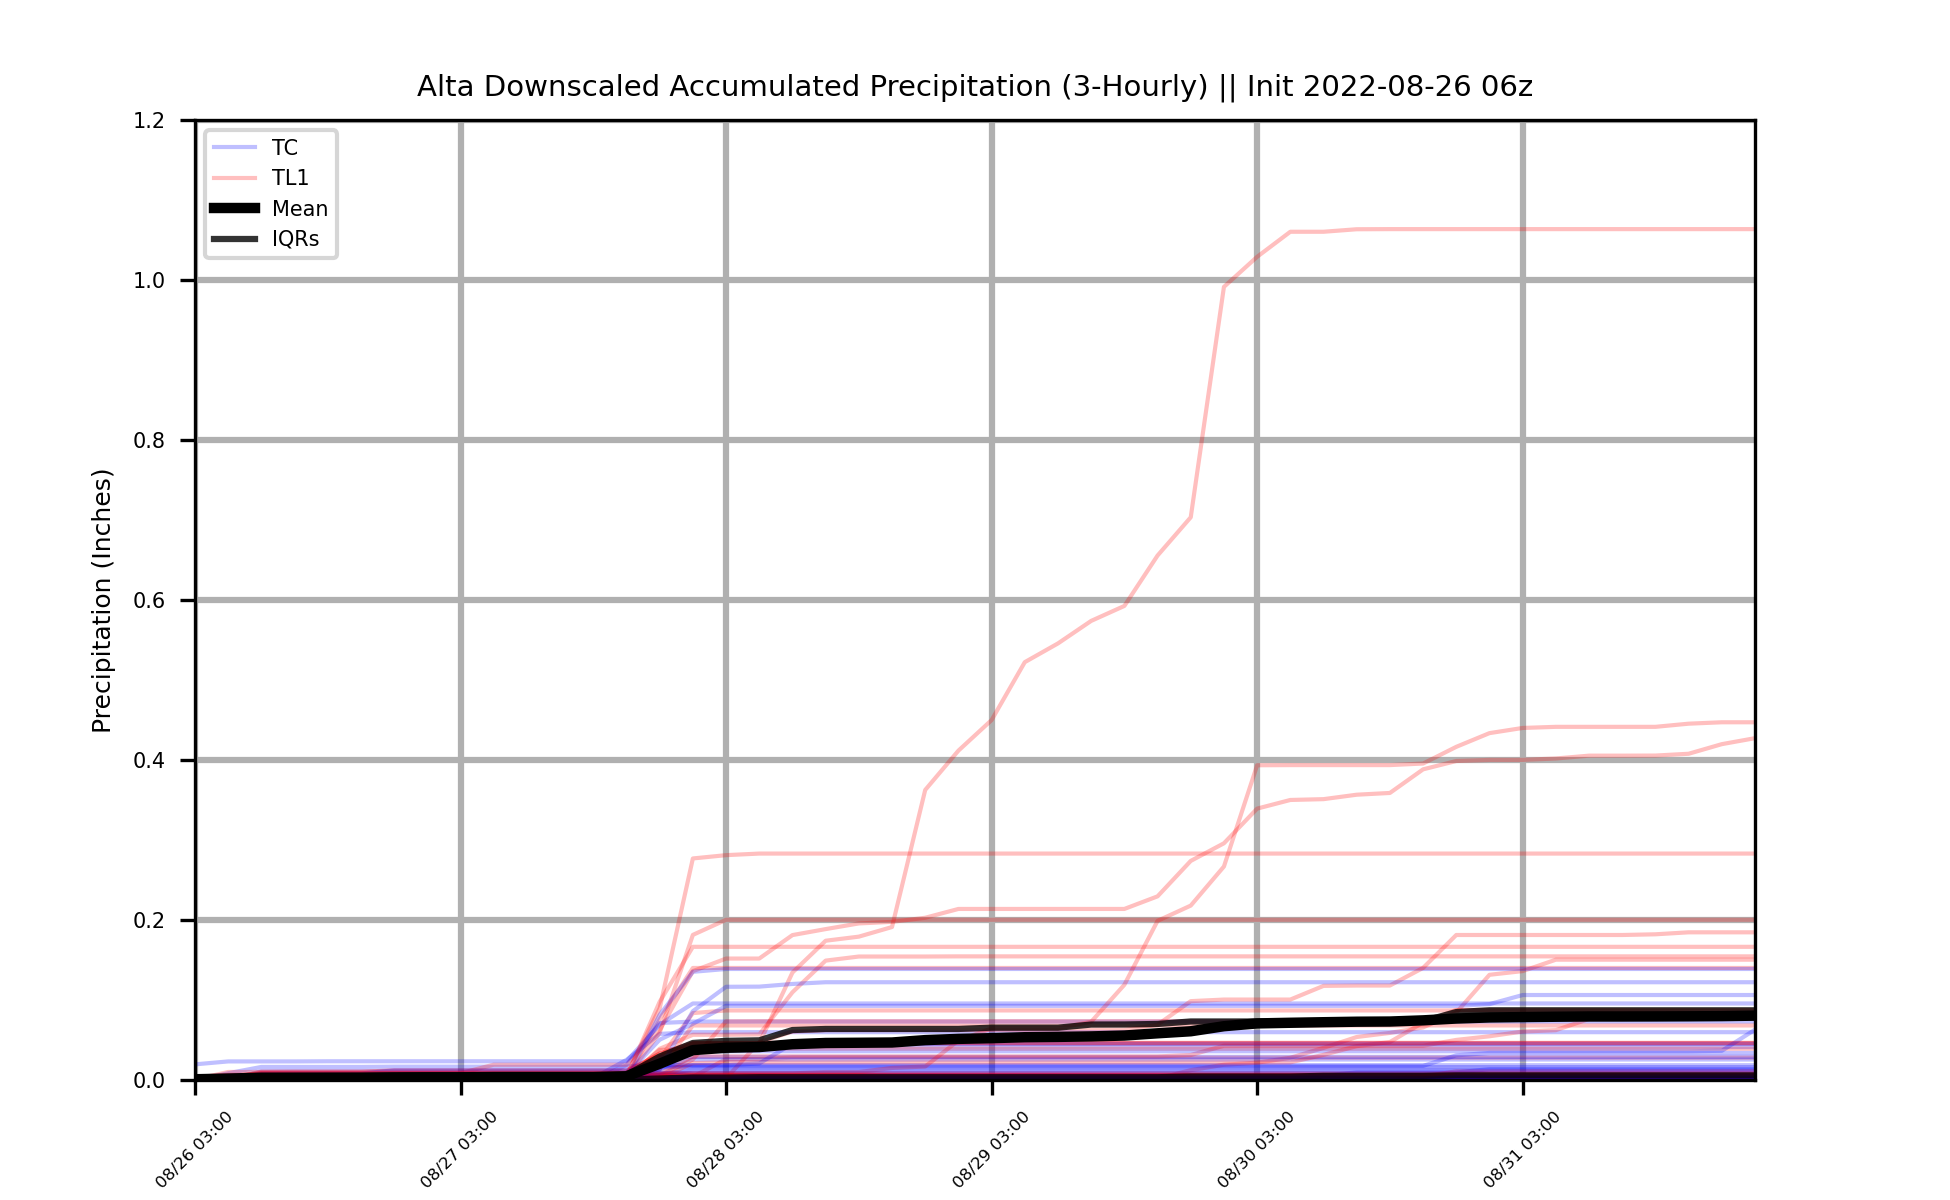 Alta Downscaled Accumulated Precipitation (3-Hourly) || Init 2022-08-26 06z
TC
TL1
Mean
IQRs
Precipitation (Inches)
1.2
1.0
0.8
0.6
0.4
0.2
0.0
08/26 03:00
08/27 03:00
08/28 03:00
08/29 03:00
08/30 03:00
08/31 03:00